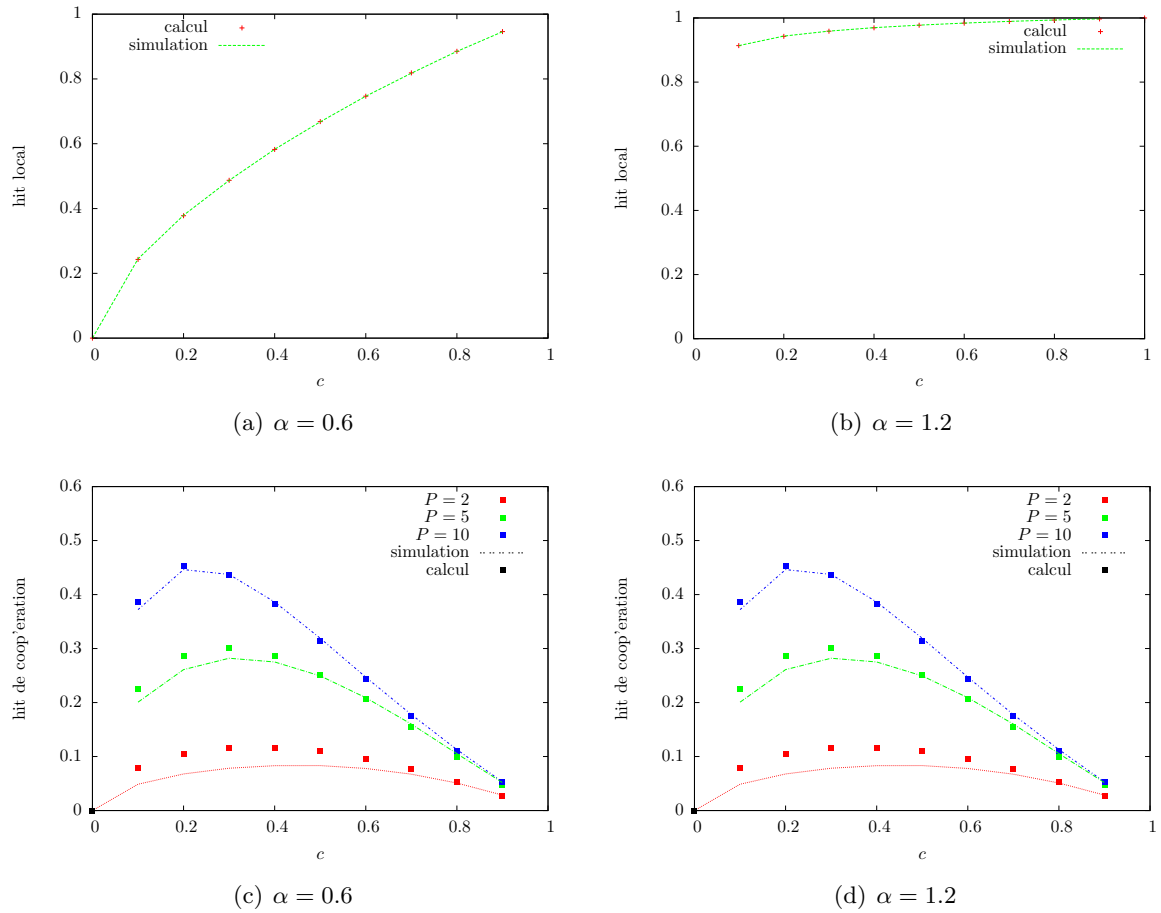 calcul
simulation
hit local
1
0.8
0.6
0.4
0.2
0
0 0.2 0.4 0.6 0.8 1
c
(a) α = 0.6
calcul
simulation
hit local
1
0.8
0.6
0.4
0.2
0
0 0.2 0.4 0.6 0.8 1
c
(b) α = 1.2
P = 2
P = 5
P = 10
simulation
calcul
hit de coop'eration
0.6
0.5
0.4
0.3
0.2
0.1
0
0 0.2 0.4 0.6 0.8 1
c
(c) α = 0.6
P = 2
P = 5
P = 10
simulation
calcul
hit de coop'eration
0.6
0.5
0.4
0.3
0.2
0.1
0
0 0.2 0.4 0.6 0.8 1
c
(d) α = 1.2